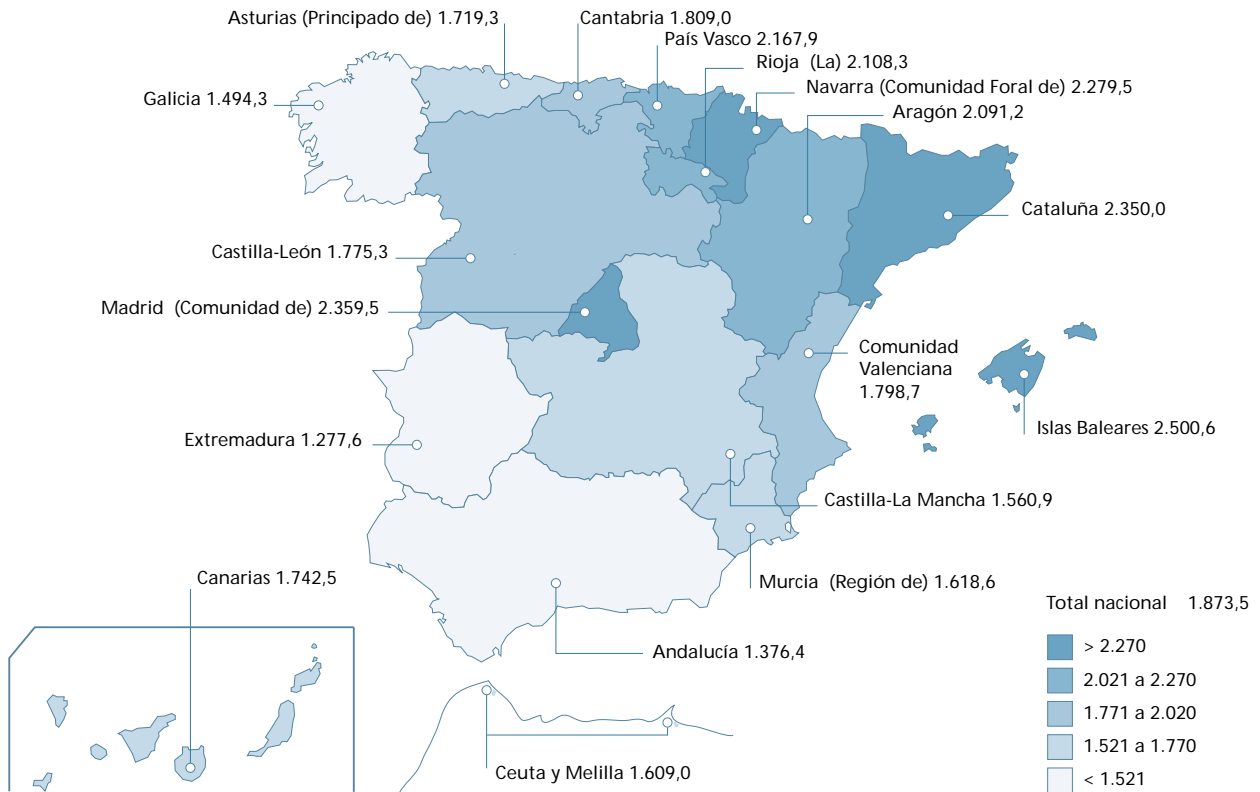 Asturias (Principado de) 1.719,3
Cantabria 1.809,0
País Vasco 2.167,9
Rioja (La) 2.108,3
Navarra (Comunidad Foral de) 2.279,5
Galicia 1.494,3
Aragón 2.091,2
Cataluña 2.350,0
Castilla-León 1.775,3
Madrid (Comunidad de) 2.359,5
Comunidad
Valenciana
1.798,7
Islas Baleares 2.500,6
Extremadura 1.277,6
Castilla-La Mancha 1.560,9
Canarias 1.742,5
Murcia (Región de) 1.618,6
Andalucía 1.376,4
Ceuta y Melilla 1.609,0
Total nacional 1.873,5
> 2.270
2.021 a 2.270
1.771 a 2.020
1.521 a 1.770
< 1.521